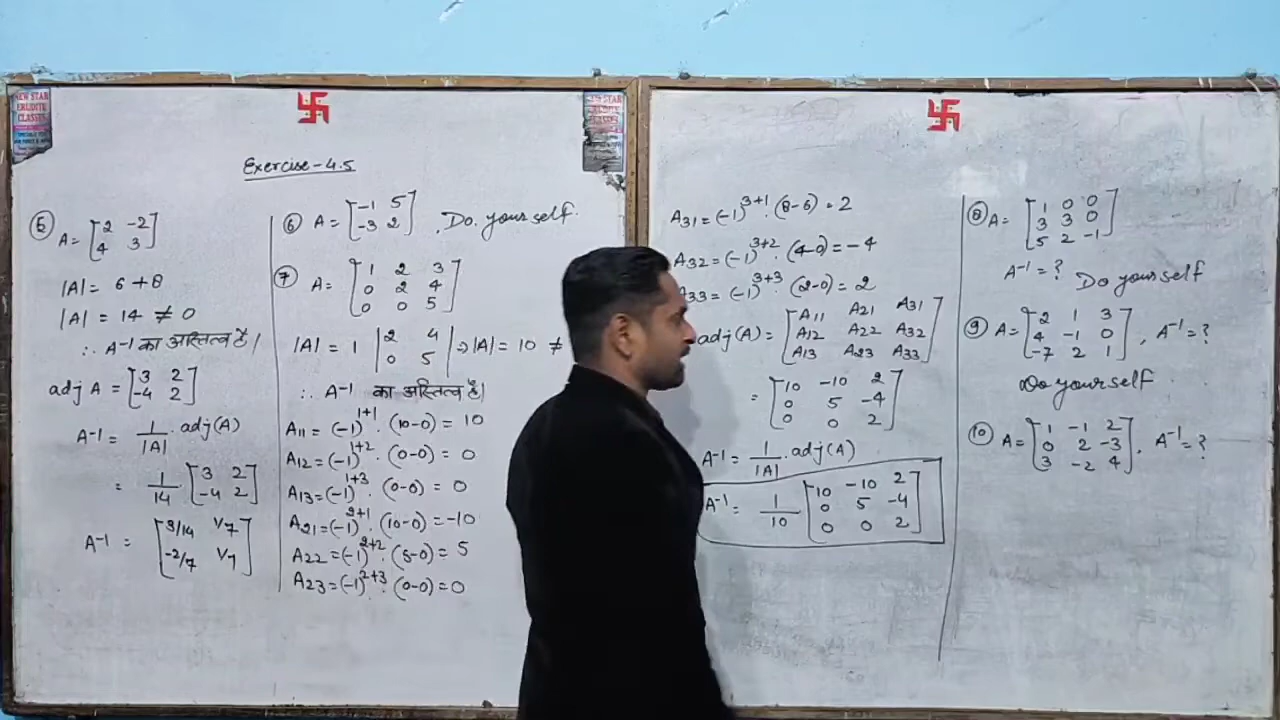 NEW STAR
ERUDITE
CLASSES
Exercise-4.5
⑤ A = [2 -2
4 3]
|A| = 6+8
|A| = 14 ≠ 0
∴ A⁻¹ का अस्तित्व है।
adj A = [3 2
-4 2]
A⁻¹ = 1/|A| . adj(A)
= 1/14 . [3 2
-4 2]
A⁻¹ = [3/14 1/7
-2/7 1/7]
⑥ A = [-1 5
-3 2] , Do. yourself.
⑦ A = [1 2 3
0 2 4
0 0 5]
|A| = 1 |2 4
0 5| ⇒ |A| = 10 ≠
∴ A⁻¹ का अस्तित्व है।
A11 = (-1)¹⁺¹ . (10-0) = 10
A12 = (-1)¹⁺² . (0-0) = 0
A13 = (-1)¹⁺³ . (0-0) = 0
A21 = (-1)²⁺¹ . (10-0) = -10
A22 = (-1)²⁺² . (5-0) = 5
A23 = (-1)²⁺³ . (0-0) = 0
NEW STAR
ERUDITE
CLASSES
A31 = (-1)³⁺¹ . (8-6) = 2
A32 = (-1)³⁺² . (4-0) = -4
A33 = (-1)³⁺³ . (2-0) = 2
adj(A) = [A11 A21 A31
A12 A22 A32
A13 A23 A33]
= [10 -10 2
0 5 -4
0 0 2]
A⁻¹ = 1/|A| . adj(A)
A⁻¹ = 1/10 [10 -10 2
0 5 -4
0 0 2]
⑧ A = [1 0 0
3 3 0
5 2 -1]
A⁻¹ = ? Do yourself
⑨ A = [2 1 3
4 -1 0
-7 2 1] , A⁻¹ = ?
Do yourself
⑩ A = [1 -1 2
0 2 -3
3 -2 4] , A⁻¹ = ?